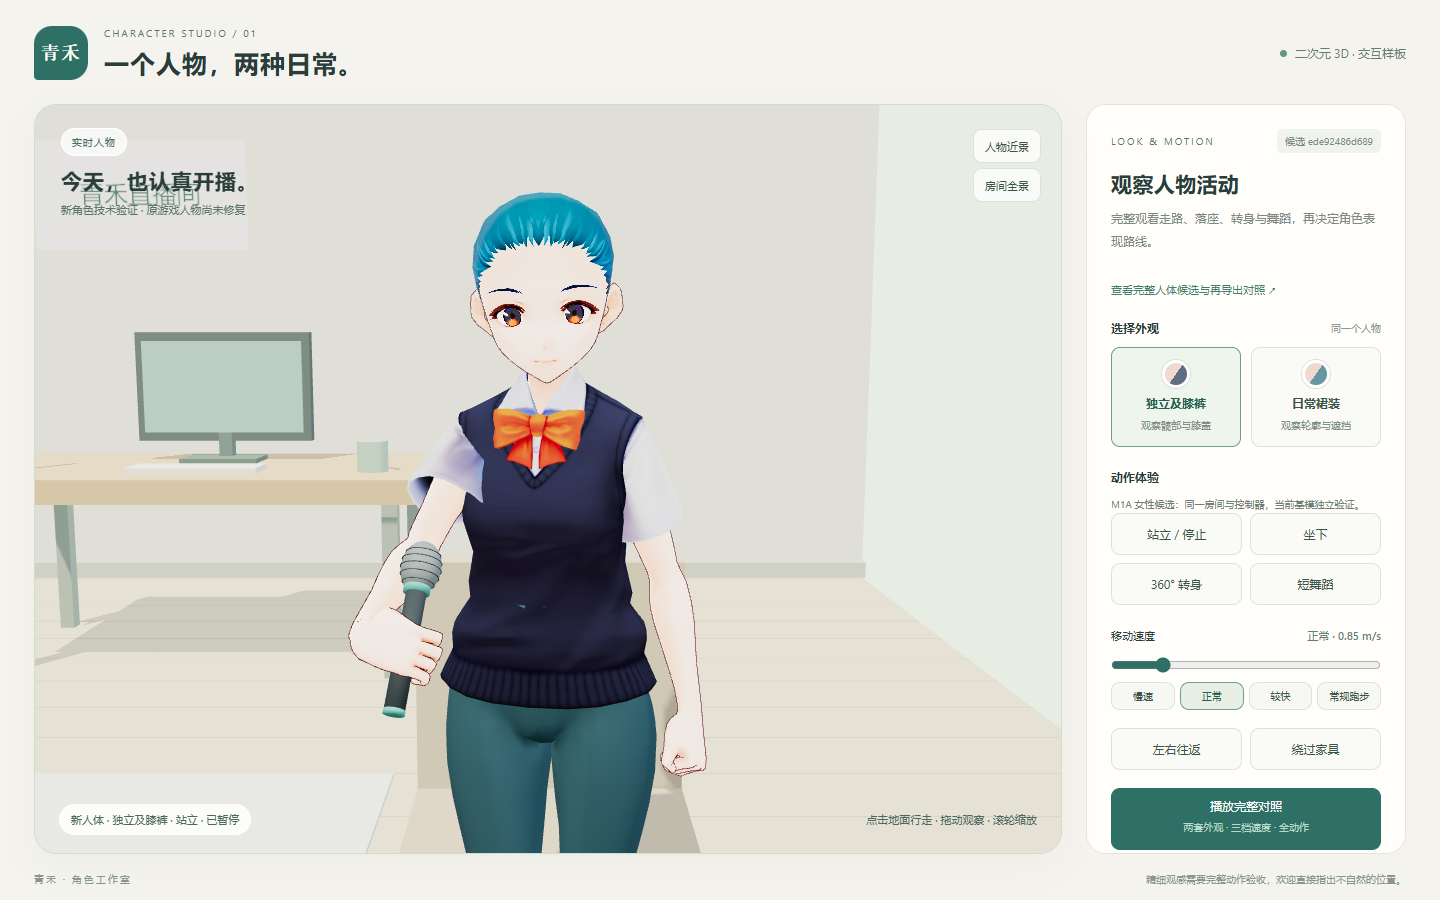 青禾
CHARACTER STUDIO / 01
一个人物，两种日常。
二次元 3D · 交互样板
实时人物
今天，也认真开播。
青禾直播间
新角色技术验证 · 原游戏人物尚未修复
人物近景
房间全景
新人体 · 独立及膝裤 · 站立 · 已暂停
点击地面行走 · 拖动观察 · 滚轮缩放
LOOK & MOTION
候选 ede92486d689
观察人物活动
完整观看走路、落座、转身与舞蹈，再决定角色表
现路线。
查看完整人体候选与再导出对照 ↗
选择外观
同一个人物
独立及膝裤
观察髋部与膝盖
日常裙装
观察轮廓与遮挡
动作体验
M1A 女性候选：同一房间与控制器，当前基模独立验证。
站立 / 停止
坐下
360° 转身
短舞蹈
移动速度
正常 · 0.85 m/s
慢速
正常
较快
常规跑步
左右往返
绕过家具
播放完整对照
两套外观 · 三档速度 · 全动作
青禾 · 角色工作室
精细观感需要完整动作验收，欢迎直接指出不自然的位置。